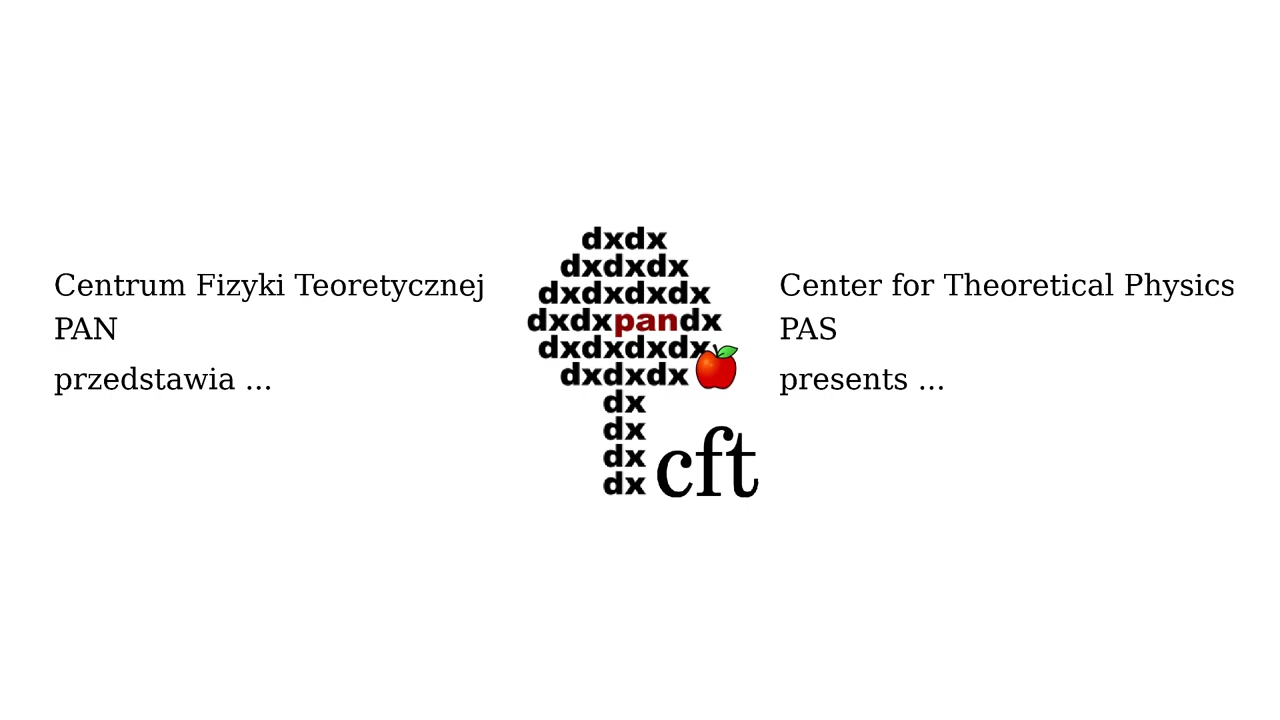 Centrum Fizyki Teoretycznej
PAN
przedstawia ...
dxdx
dxdxdx
dxdxdxdx
dxdxpandx
dxdxdxdx
dxdxdx
dx
dx
dx
dx
cft
Center for Theoretical Physics
PAS
presents ...